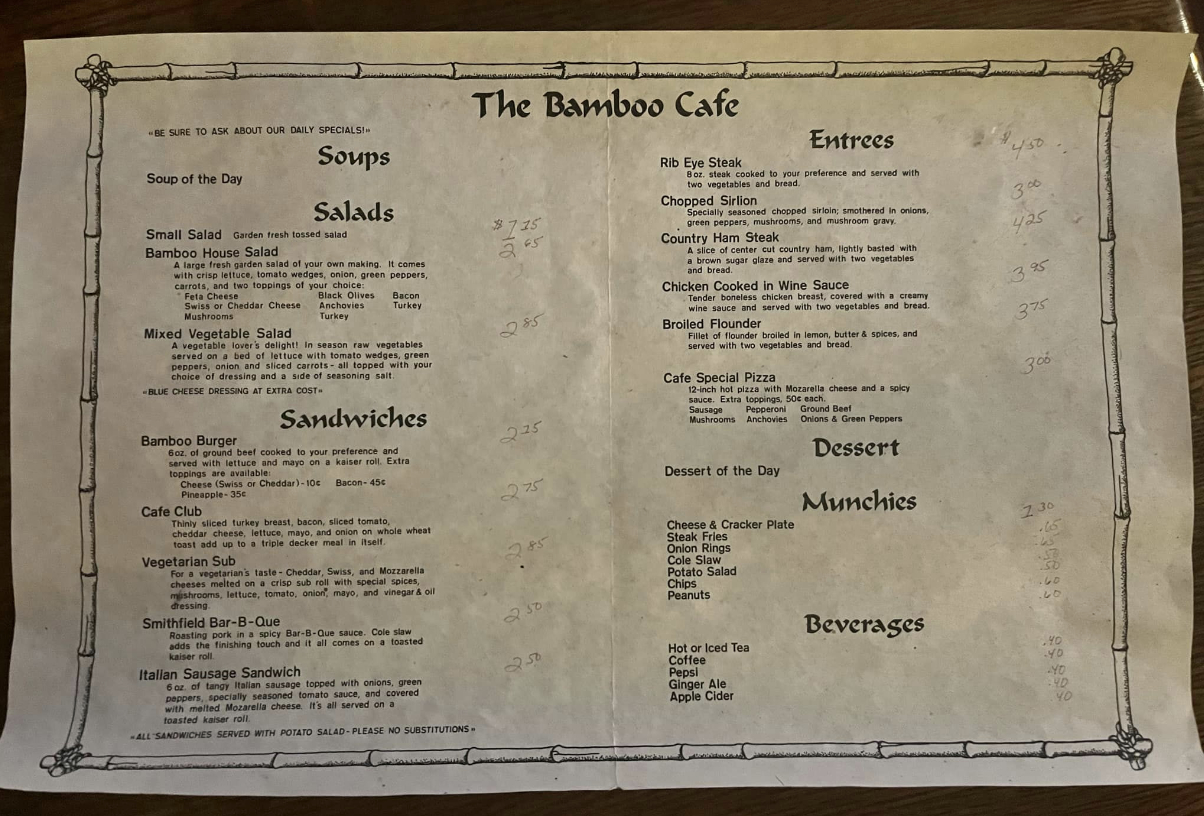 The Bamboo Cafe
«BE SURE TO ASK ABOUT OUR DAILY SPECIALS!»
Soups
Soup of the Day
Salads
Small Salad Garden fresh tossed salad
Bamboo House Salad 2 65
A large fresh garden salad of your own making. It comes
with crisp lettuce, tomato wedges, onion, green peppers,
carrots, and two toppings of your choice:
Feta Cheese Black Olives Bacon
Swiss or Cheddar Cheese Anchovies Turkey
Mushrooms Turkey
Mixed Vegetable Salad 2 85
A vegetable lover's delight! In season raw vegetables
served on a bed of lettuce with tomato wedges, green
peppers, onion and sliced carrots - all topped with your
choice of dressing and a side of seasoning salt.
«BLUE CHEESE DRESSING AT EXTRA COST»
Sandwiches
Bamboo Burger
6 oz. of ground beef cooked to your preference and
served with lettuce and mayo on a kaiser roll. Extra
toppings are available:
Cheese (Swiss or Cheddar) - 10¢ Bacon - 45¢
Pineapple - 35¢
Cafe Club 2 75
Thinly sliced turkey breast, bacon, sliced tomato,
cheddar cheese, lettuce, mayo, and onion on whole wheat
toast add up to a triple decker meal in itself.
Vegetarian Sub 2 85
For a vegetarian's taste - Cheddar, Swiss, and Mozzarella
cheeses melted on a crisp sub roll with special spices,
mushrooms, lettuce, tomato, onion, mayo, and vinegar & oil
dressing.
Smithfield Bar-B-Que 2 50
Roasting pork in a spicy Bar-B-Que sauce. Cole slaw
adds the finishing touch and it all comes on a toasted
kaiser roll.
Italian Sausage Sandwich 2 50
6 oz. of tangy Italian sausage topped with onions, green
peppers, specially seasoned tomato sauce, and covered
with melted Mozarella cheese. It's all served on a
toasted kaiser roll.
«ALL SANDWICHES SERVED WITH POTATO SALAD - PLEASE NO SUBSTITUTIONS»
Entrees
Rib Eye Steak $ 4 50
8 oz. steak cooked to your preference and served with
two vegetables and bread.
Chopped Sirlion 3 00
Specially seasoned chopped sirloin; smothered in onions,
green peppers, mushrooms, and mushroom gravy.
Country Ham Steak 4 25
A slice of center cut country ham, lightly basted with
a brown sugar glaze and served with two vegetables
and bread.
Chicken Cooked in Wine Sauce 3 95
Tender boneless chicken breast, covered with a creamy
wine sauce and served with two vegetables and bread.
Broiled Flounder 3 75
Fillet of flounder broiled in lemon, butter & spices, and
served with two vegetables and bread.
Cafe Special Pizza 3 00
12-inch hot pizza with Mozarella cheese and a spicy
sauce. Extra toppings, 50¢ each.
Sausage Pepperoni Ground Beef
Mushrooms Anchovies Onions & Green Peppers
Dessert
Dessert of the Day
Munchies
Cheese & Cracker Plate
Steak Fries .65
Onion Rings .65
Cole Slaw .50
Potato Salad .50
Chips .60
Peanuts .60
Beverages
Hot or Iced Tea .40
Coffee .40
Pepsi .40
Ginger Ale .40
Apple Cider .40